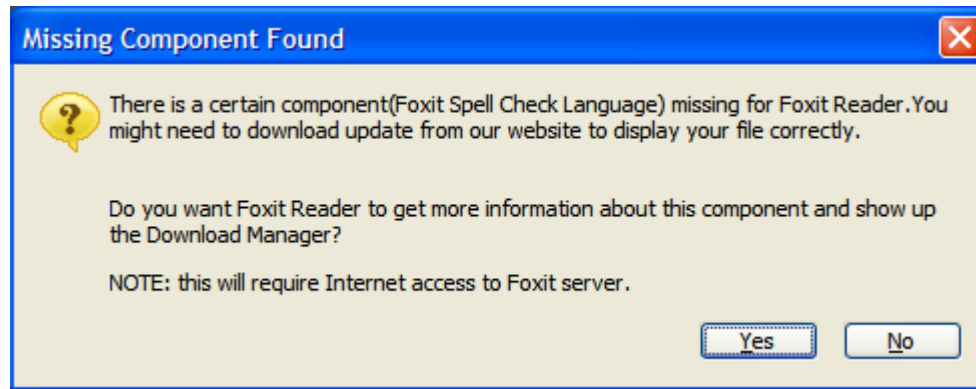 Missing Component Found
There is a certain component(Foxit Spell Check Language) missing for Foxit Reader.You
might need to download update from our website to display your file correctly.
Do you want Foxit Reader to get more information about this component and show up
the Download Manager?
NOTE: this will require Internet access to Foxit server.
Yes No